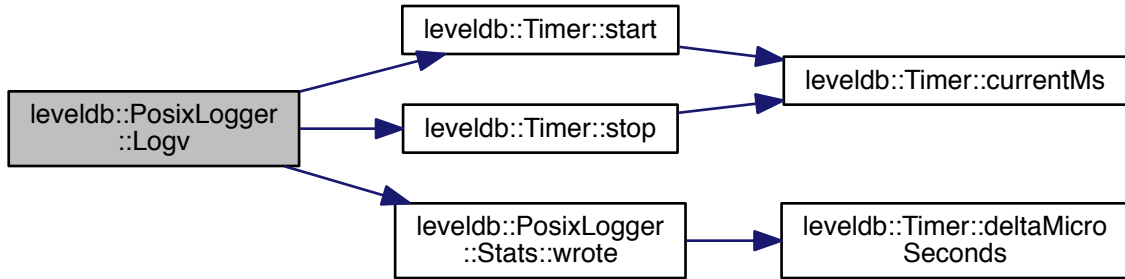 leveldb::PosixLogger
::Logv
leveldb::Timer::start
leveldb::Timer::stop
leveldb::PosixLogger
::Stats::wrote
leveldb::Timer::currentMs
leveldb::Timer::deltaMicro
Seconds